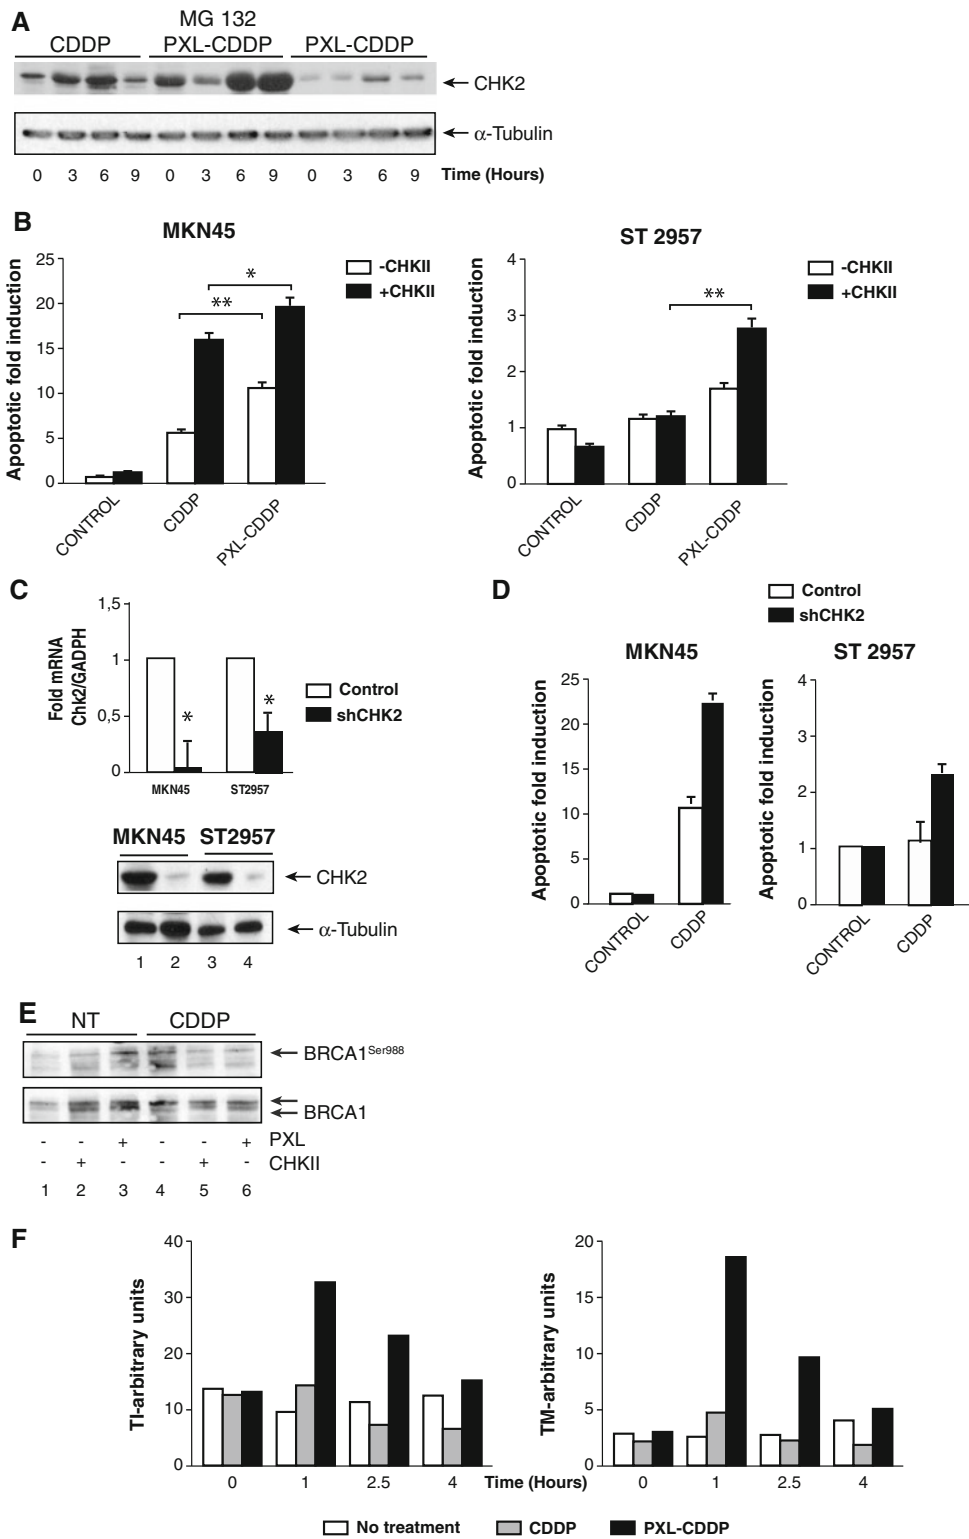 A
MG 132
CDDP PXL-CDDP PXL-CDDP
CHK2
α-Tubulin
0 3 6 9 0 3 6 9 0 3 6 9 Time (Hours)
B
MKN45
Apoptotic fold induction
25
20
15
10
5
0
**
*
-CHKII
+CHKII
CONTROL
CDDP
PXL-CDDP
ST 2957
Apoptotic fold induction
4
3
2
1
0
**
-CHKII
+CHKII
CONTROL
CDDP
PXL-CDDP
C
Fold mRNA
Chk2/GADPH
1,5
1
0,5
0
*
*
Control
shCHK2
MKN45 ST2957
MKN45 ST2957
CHK2
α-Tubulin
1 2 3 4
D
Control
shCHK2
MKN45
Apoptotic fold induction
25
20
15
10
5
0
CONTROL
CDDP
ST 2957
Apoptotic fold induction
4
3
2
1
0
CONTROL
CDDP
E
NT CDDP
BRCA1Ser988
BRCA1
- - + - - + PXL
- + - - + - CHKII
1 2 3 4 5 6
F
TI-arbitrary units
40
30
20
10
0
0 1 2.5 4 Time (Hours)
TM-arbitrary units
20
15
10
5
0
0 1 2.5 4
No treatment CDDP PXL-CDDP